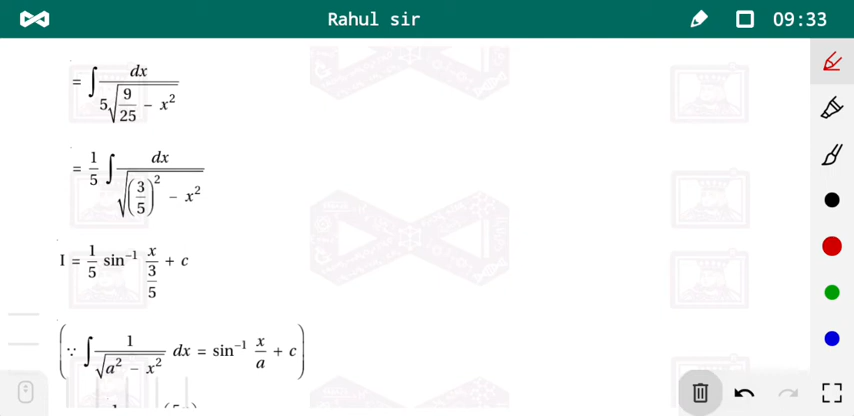 Rahul sir
09:33
= ∫ dx / 5√(9/25 − x²)
= 1/5 ∫ dx / √((3/5)² − x²)
I = 1/5 sin⁻¹ x / (3/5) + c
(∵ ∫ 1/√(a² − x²) dx = sin⁻¹ x/a + c)